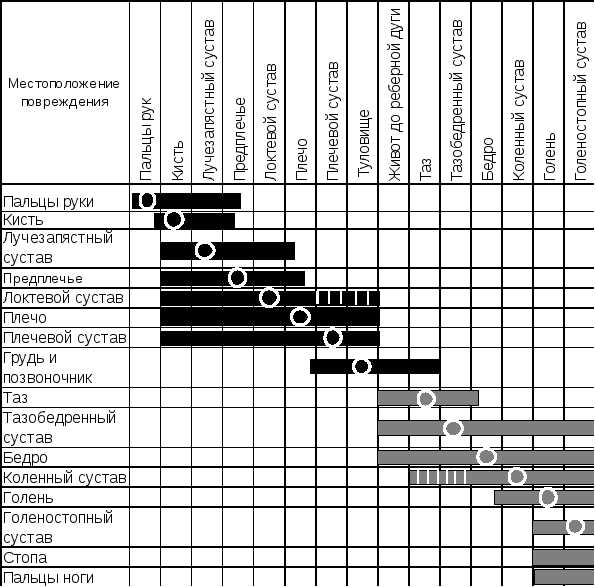 Местоположение
повреждения
Пальцы рук
Кисть
Лучезапястный сустав
Предплечье
Локтевой сустав
Плечо
Плечевой сустав
Туловище
Живот до реберной дуги
Таз
Тазобедренный сустав
Бедро
Коленный сустав
Голень
Голеностопный сустав
Пальцы руки
Кисть
Лучезапястный
сустав
Предплечье
Локтевой сустав
Плечо
Плечевой сустав
Грудь и
позвоночник
Таз
Тазобедренный
сустав
Бедро
Коленный сустав
Голень
Голеностопный
сустав
Стопа
Пальцы ноги